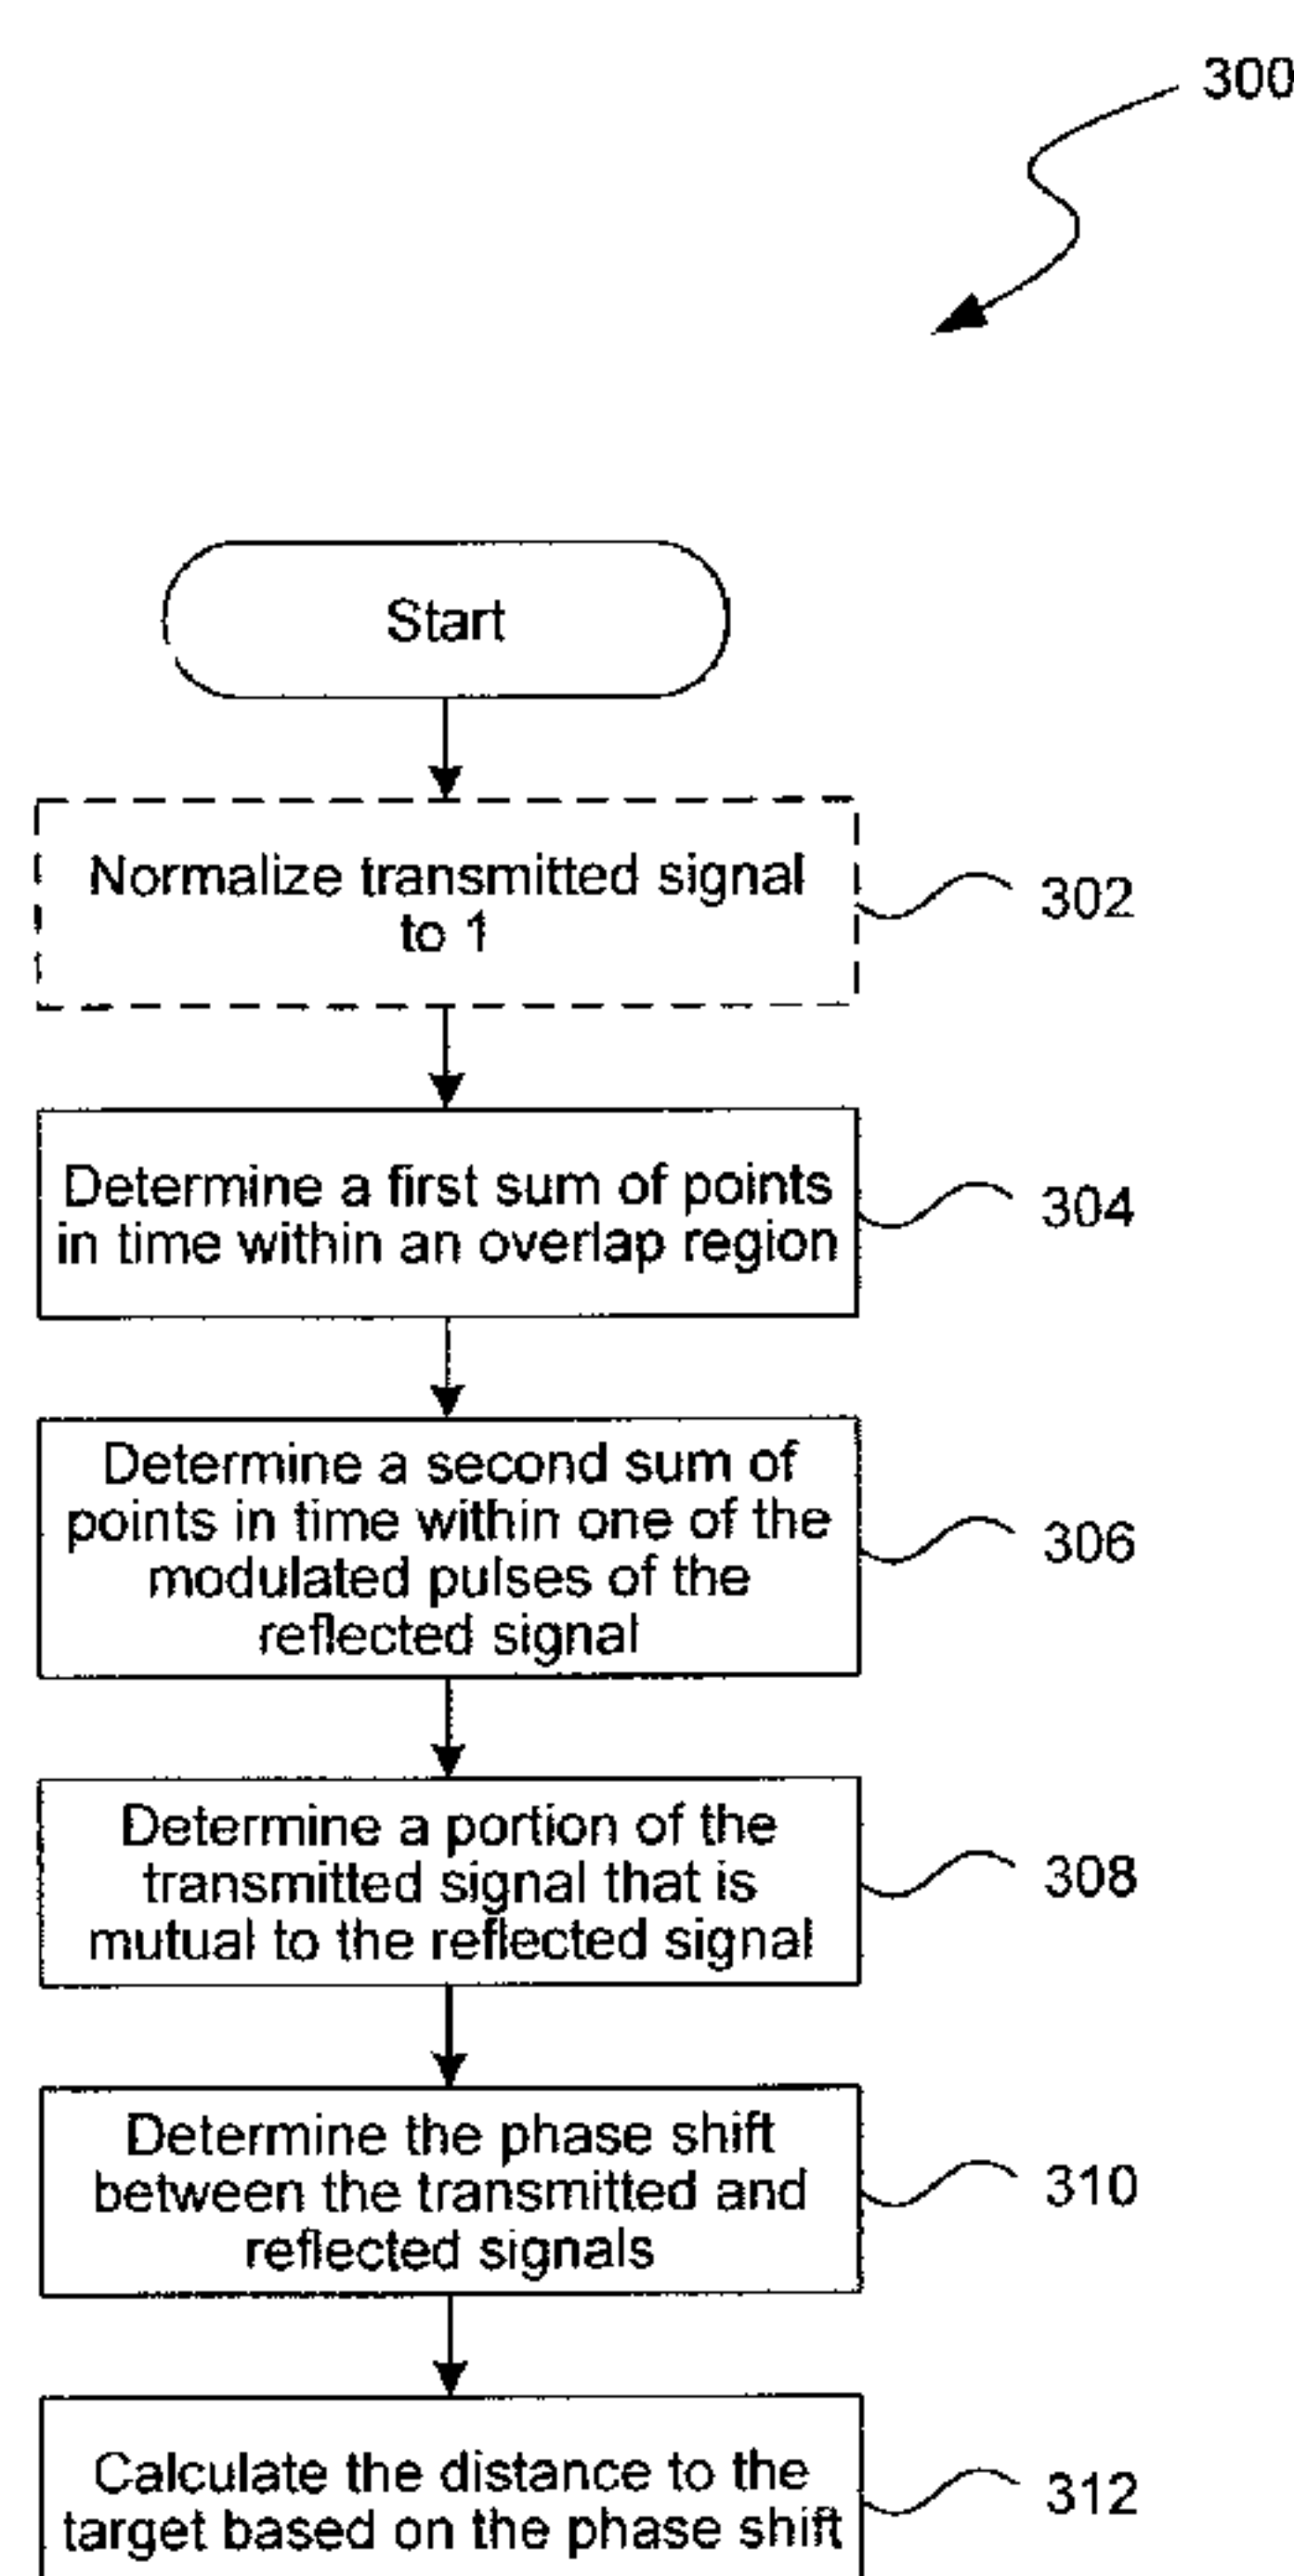 300
Start
Normalize transmitted signal
to 1
302
Determine a first sum of points
in time within an overlap region
304
Determine a second sum of
points in time within one of the
modulated pulses of the
reflected signal
306
Determine a portion of the
transmitted signal that is
mutual to the reflected signal
308
Determine the phase shift
between the transmitted and
reflected signals
310
Calculate the distance to the
target based on the phase shift
312